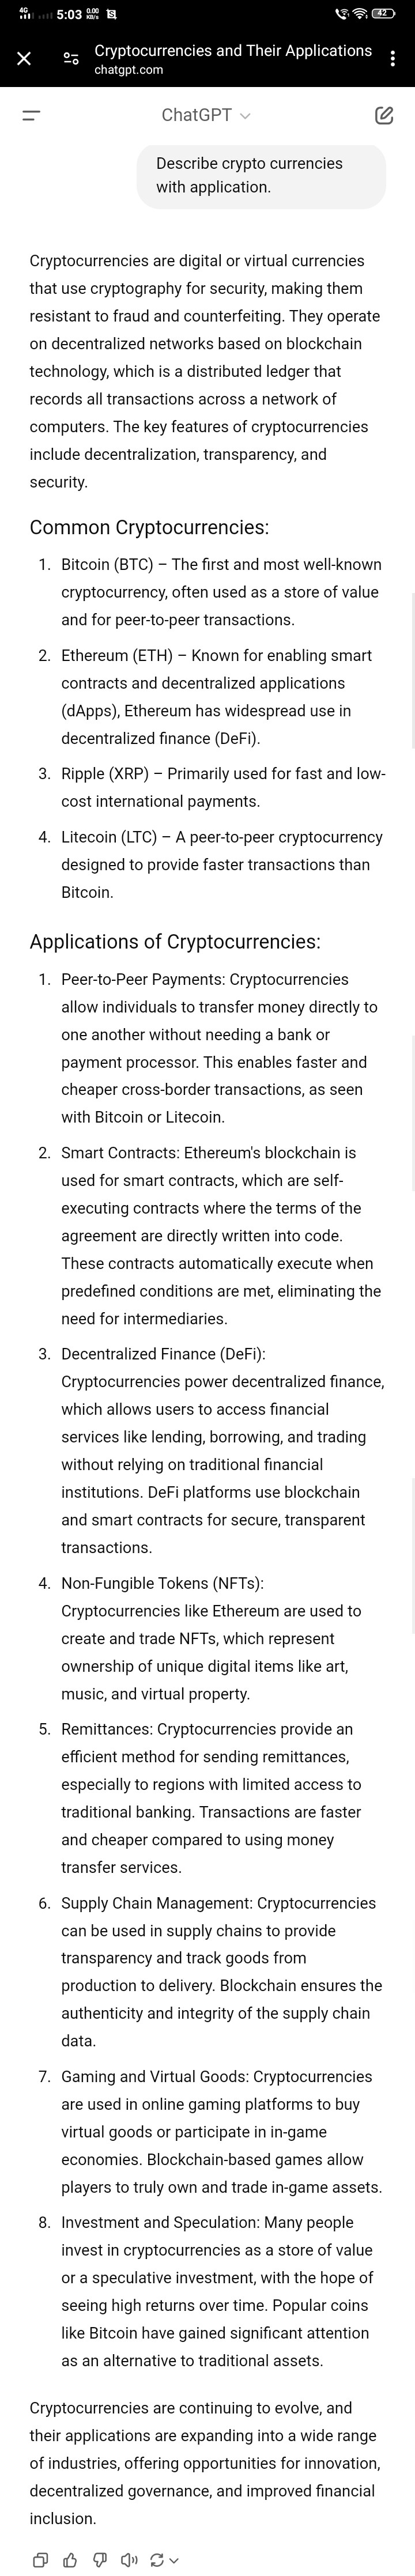 4G 5:03 0.00 KB/s 42
Cryptocurrencies and Their Applications
chatgpt.com
ChatGPT
Describe crypto currencies
with application.
Cryptocurrencies are digital or virtual currencies
that use cryptography for security, making them
resistant to fraud and counterfeiting. They operate
on decentralized networks based on blockchain
technology, which is a distributed ledger that
records all transactions across a network of
computers. The key features of cryptocurrencies
include decentralization, transparency, and
security.
Common Cryptocurrencies:
1. Bitcoin (BTC) – The first and most well-known
cryptocurrency, often used as a store of value
and for peer-to-peer transactions.
2. Ethereum (ETH) – Known for enabling smart
contracts and decentralized applications
(dApps), Ethereum has widespread use in
decentralized finance (DeFi).
3. Ripple (XRP) – Primarily used for fast and low-
cost international payments.
4. Litecoin (LTC) – A peer-to-peer cryptocurrency
designed to provide faster transactions than
Bitcoin.
Applications of Cryptocurrencies:
1. Peer-to-Peer Payments: Cryptocurrencies
allow individuals to transfer money directly to
one another without needing a bank or
payment processor. This enables faster and
cheaper cross-border transactions, as seen
with Bitcoin or Litecoin.
2. Smart Contracts: Ethereum's blockchain is
used for smart contracts, which are self-
executing contracts where the terms of the
agreement are directly written into code.
These contracts automatically execute when
predefined conditions are met, eliminating the
need for intermediaries.
3. Decentralized Finance (DeFi):
Cryptocurrencies power decentralized finance,
which allows users to access financial
services like lending, borrowing, and trading
without relying on traditional financial
institutions. DeFi platforms use blockchain
and smart contracts for secure, transparent
transactions.
4. Non-Fungible Tokens (NFTs):
Cryptocurrencies like Ethereum are used to
create and trade NFTs, which represent
ownership of unique digital items like art,
music, and virtual property.
5. Remittances: Cryptocurrencies provide an
efficient method for sending remittances,
especially to regions with limited access to
traditional banking. Transactions are faster
and cheaper compared to using money
transfer services.
6. Supply Chain Management: Cryptocurrencies
can be used in supply chains to provide
transparency and track goods from
production to delivery. Blockchain ensures the
authenticity and integrity of the supply chain
data.
7. Gaming and Virtual Goods: Cryptocurrencies
are used in online gaming platforms to buy
virtual goods or participate in in-game
economies. Blockchain-based games allow
players to truly own and trade in-game assets.
8. Investment and Speculation: Many people
invest in cryptocurrencies as a store of value
or a speculative investment, with the hope of
seeing high returns over time. Popular coins
like Bitcoin have gained significant attention
as an alternative to traditional assets.
Cryptocurrencies are continuing to evolve, and
their applications are expanding into a wide range
of industries, offering opportunities for innovation,
decentralized governance, and improved financial
inclusion.